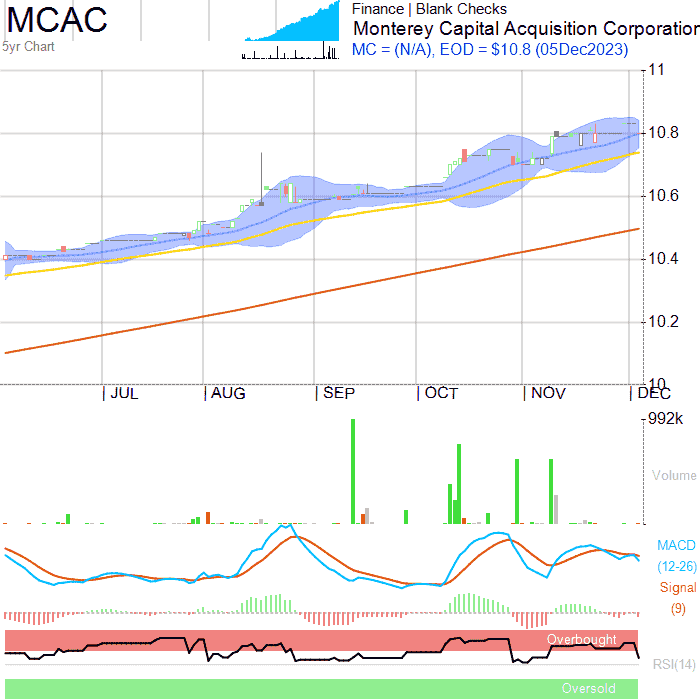 MCAC
5yr Chart
Finance | Blank Checks
Monterey Capital Acquisition Corporation
MC = (N/A), EOD = $10.8 (05Dec2023)
11
10.8
10.6
10.4
10.2
10
JUL AUG SEP OCT NOV DEC
992k
Volume
MACD
(12-26)
Signal
(9)
Overbought
RSI(14)
Oversold